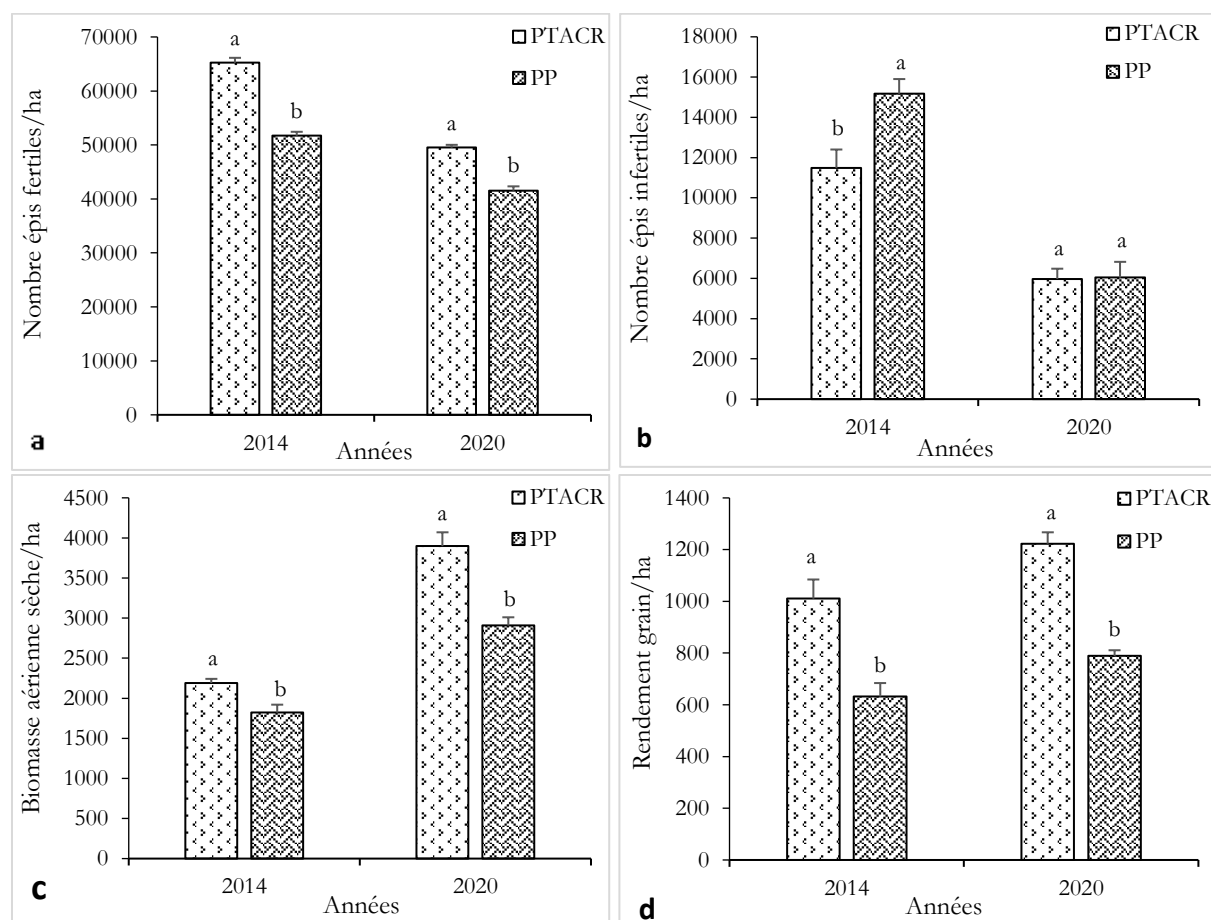 70000
60000
50000
40000
30000
20000
10000
0
Nombre épis fertiles/ha
a
b
a
b
PTACR
PP
2014
2020
Années
a
18000
16000
14000
12000
10000
8000
6000
4000
2000
0
Nombre épis infertiles/ha
b
a
a
a
PTACR
PP
2014
2020
Années
b
4500
4000
3500
3000
2500
2000
1500
1000
500
0
Biomasse aérienne sèche/ha
a
b
a
b
PTACR
PP
2014
2020
Années
c
1400
1200
1000
800
600
400
200
0
Rendement grain/ha
a
b
a
b
PTACR
PP
2014
2020
Années
d